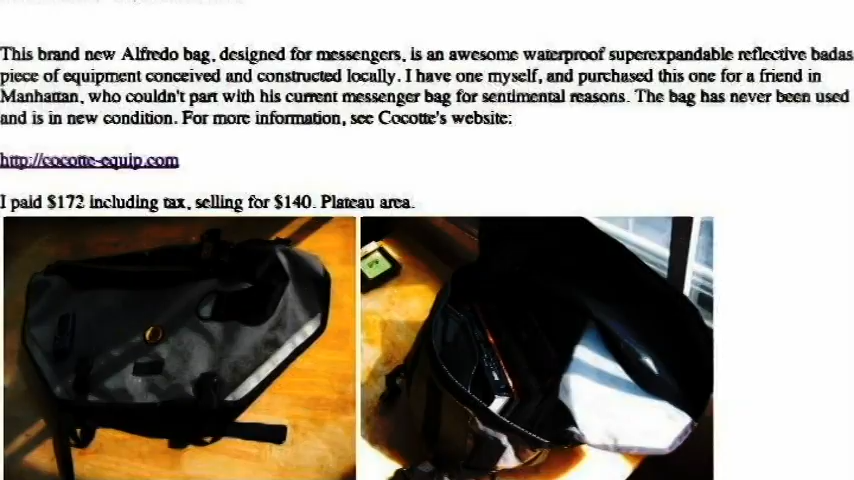 This brand new Alfredo bag, designed for messengers, is an awesome waterproof superexpandable reflective badas
piece of equipment conceived and constructed locally. I have one myself, and purchased this one for a friend in
Manhattan, who couldn't part with his current messenger bag for sentimental reasons. The bag has never been used
and is in new condition. For more information, see Cocotte's website:
http://cocotte-equip.com
I paid $172 including tax, selling for $140. Plateau area.